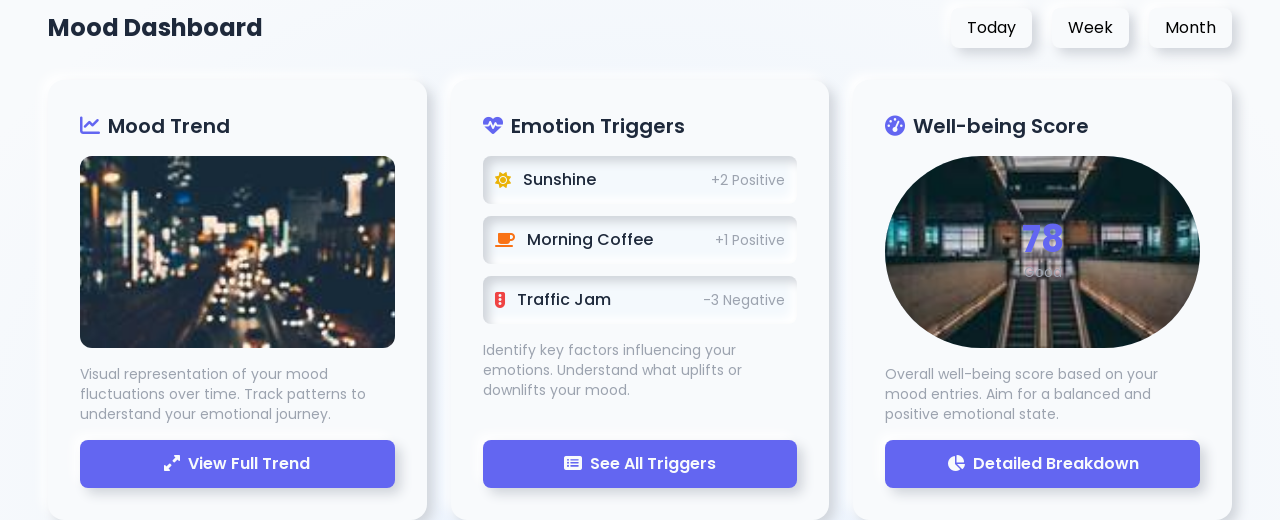 Mood Dashboard
Today
Week
Month
Mood Trend
Visual representation of your mood
fluctuations over time. Track patterns to
understand your emotional journey.
View Full Trend
Emotion Triggers
Sunshine
+2 Positive
Morning Coffee
+1 Positive
Traffic Jam
-3 Negative
Identify key factors influencing your
emotions. Understand what uplifts or
downlifts your mood.
See All Triggers
Well-being Score
78
Good
Overall well-being score based on your
mood entries. Aim for a balanced and
positive emotional state.
Detailed Breakdown